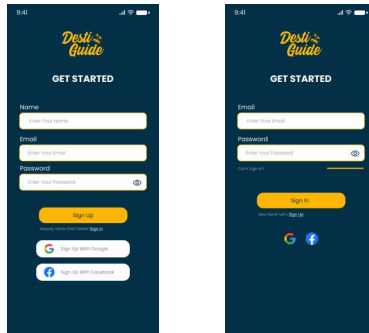 9:41
Desti
Guide
GET STARTED
Name
Enter Your Name
Email
Enter Your Email
Password
Enter Your Password
Sign Up
Already Have One? Better Sign In
Sign Up With Google
Sign Up With Facebook
9:41
Desti
Guide
GET STARTED
Email
Enter Your Email
Password
Enter Your Password
Can't Sign In?
Sign In
New Here? Let's Sign Up